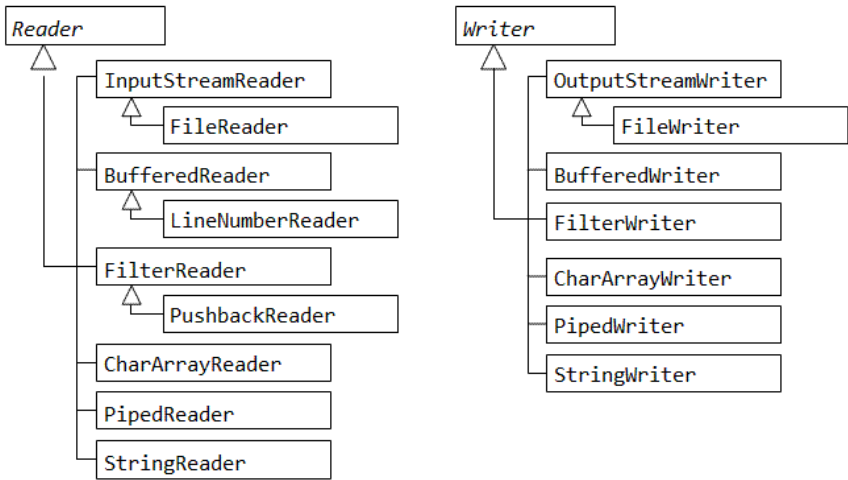 Reader
InputStreamReader
FileReader
BufferedReader
LineNumberReader
FilterReader
PushbackReader
CharArrayReader
PipedReader
StringReader
Writer
OutputStreamWriter
FileWriter
BufferedWriter
FilterWriter
CharArrayWriter
PipedWriter
StringWriter